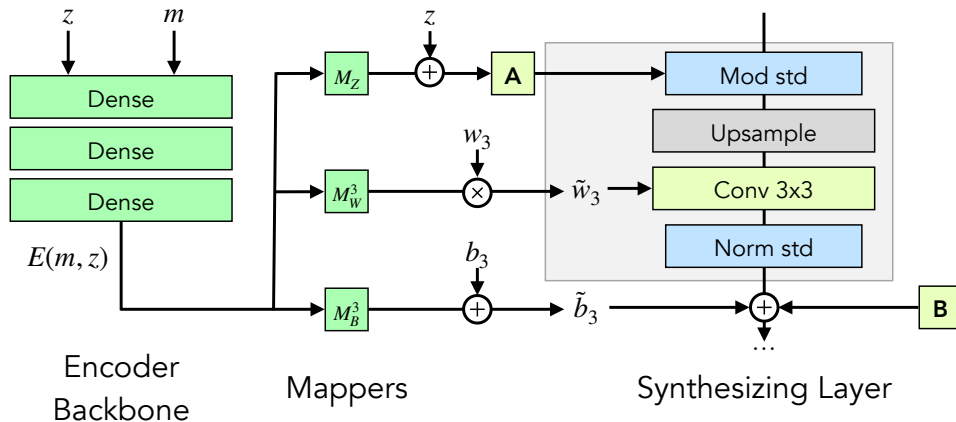 z
m
Dense
Dense
Dense
E(m, z)
M_Z
+
z
A
M_W^3
w_3
×
w̃_3
M_B^3
b_3
+
b̃_3
Mod std
Upsample
Conv 3x3
Norm std
+
B
...
Encoder
Backbone
Mappers
Synthesizing Layer